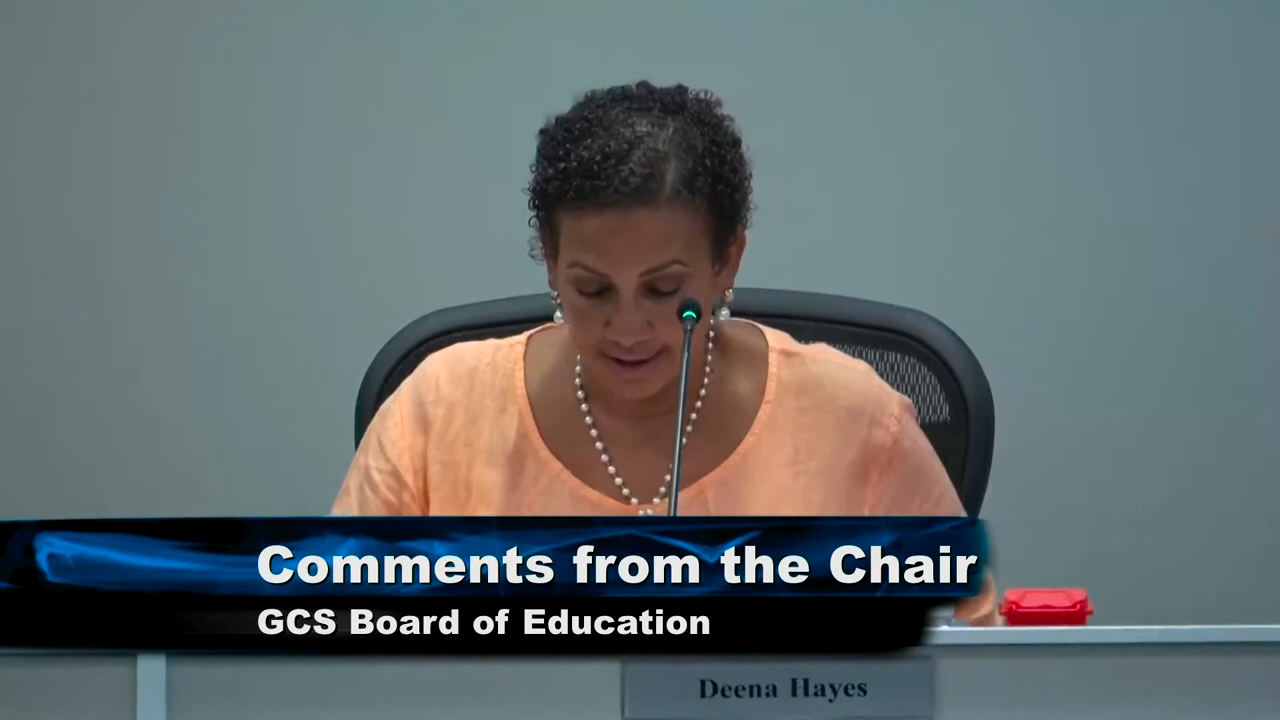 Comments from the Chair
GCS Board of Education
Deena Hayes